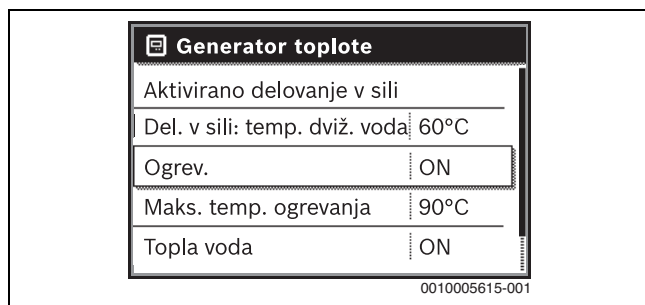 Generator toplote
Aktivirano delovanje v sili
Del. v sili: temp. dviž. voda 60°C
Ogrev. ON
Maks. temp. ogrevanja 90°C
Topla voda ON
0010005615-001